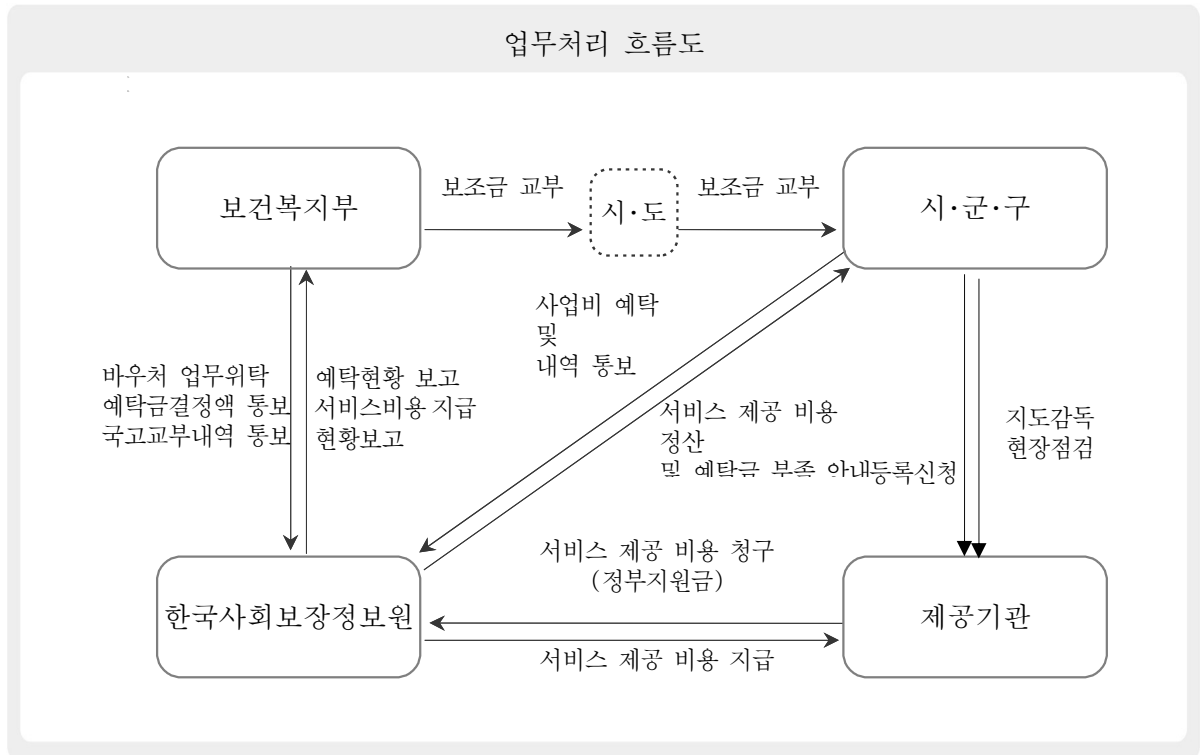 업무처리 흐름도
보건복지부
보조금 교부
시·도
보조금 교부
시·군·구
사업비 예탁
및
내역 통보
바우처 업무위탁
예탁금결정액 통보
국고교부내역 통보
예탁현황 보고
서비스비용 지급
현황보고
서비스 제공 비용
정산
및 예탁금 부족 안내등록신청
지도감독
현장점검
서비스 제공 비용 청구
(정부지원금)
한국사회보장정보원
제공기관
서비스 제공 비용 지급